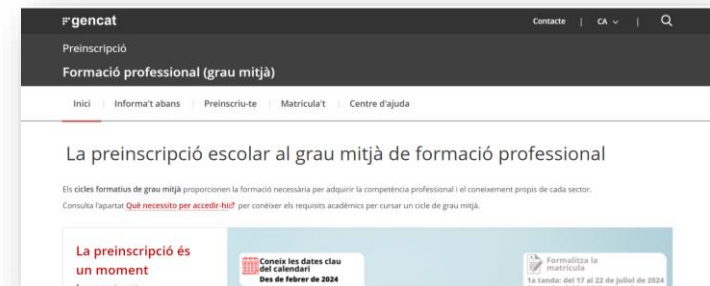 gencat
Contacte | CA |
Preinscripció
Formació professional (grau mitjà)
Inici | Informa't abans | Preinscriu-te | Matricula't | Centre d'ajuda
La preinscripció escolar al grau mitjà de formació professional
Els cicles formatius de grau mitjà proporcionen la formació necessària per adquirir la competència professional i el coneixement propis de cada sector.
Consulta l'apartat Què necessito per accedir-hi? per conèixer els requisits acadèmics per cursar un cicle de grau mitjà.
La preinscripció és
un moment
Coneix les dates clau
del calendari
Des de febrer de 2024
Formalitza la
matrícula
1a tanda: del 17 al 22 de juliol de 2024